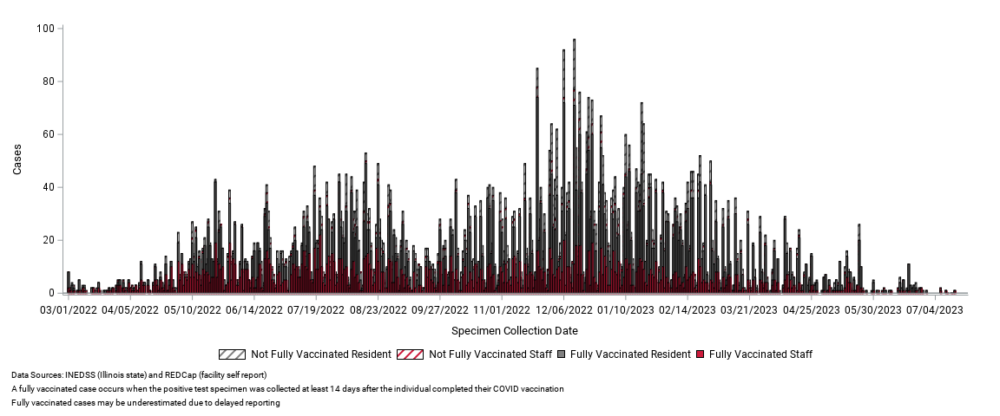 100
80
60
40
20
0
Cases
03/01/2022 04/05/2022 05/10/2022 06/14/2022 07/19/2022 08/23/2022 09/27/2022 11/01/2022 12/06/2022 01/10/2023 02/14/2023 03/21/2023 04/25/2023 05/30/2023 07/04/2023
Specimen Collection Date
Not Fully Vaccinated Resident Not Fully Vaccinated Staff Fully Vaccinated Resident Fully Vaccinated Staff
Data Sources: INEDSS (Illinois state) and REDCap (facility self report)
A fully vaccinated case occurs when the positive test specimen was collected at least 14 days after the individual completed their COVID vaccination
Fully vaccinated cases may be underestimated due to delayed reporting